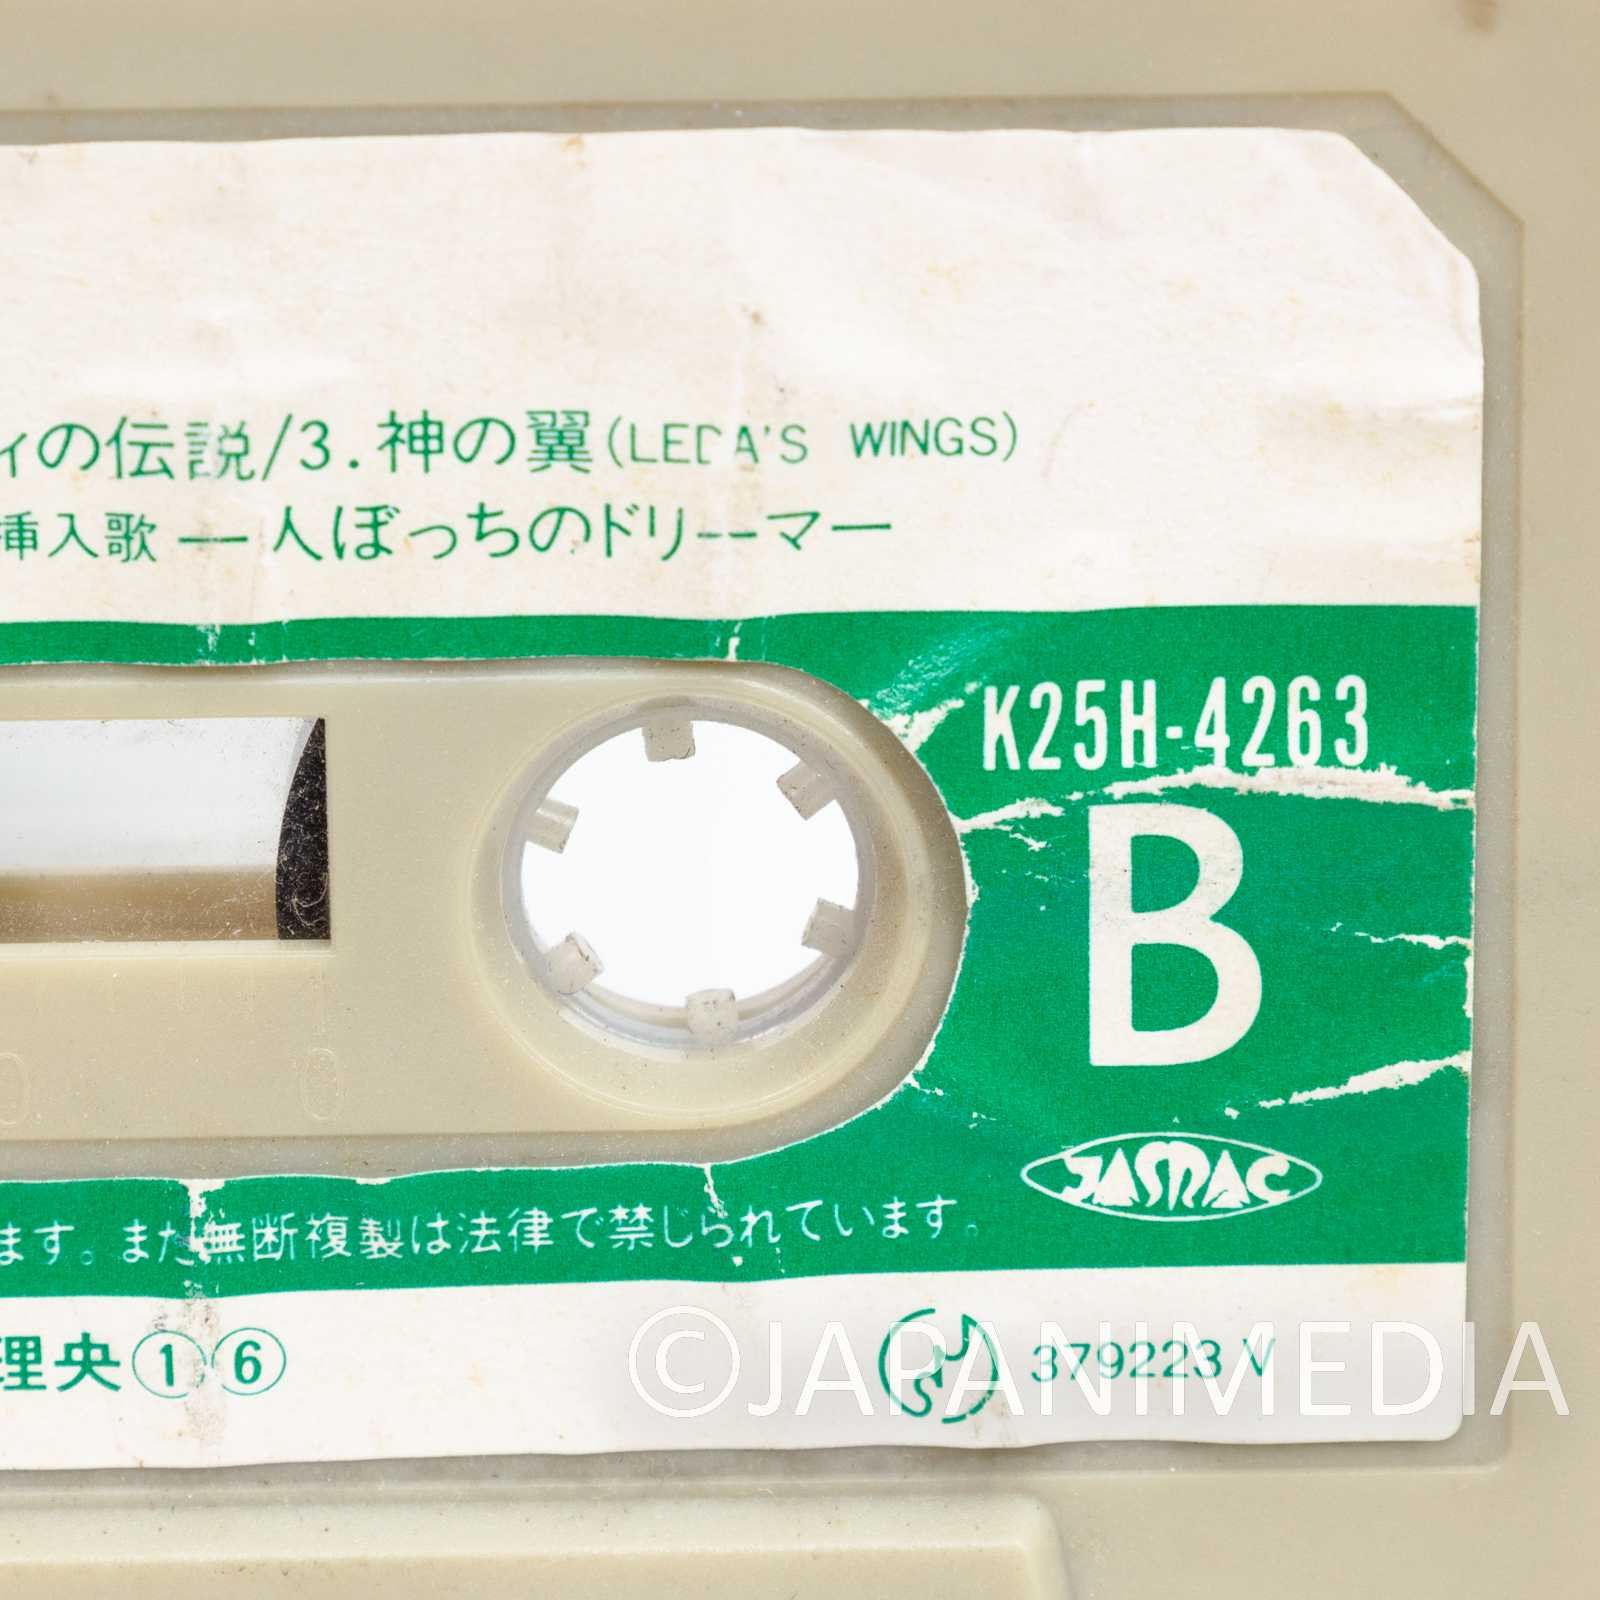 ィの伝説/3.神の翼(LEDA'S WINGS)
挿入歌 ―一人ぼっちのドリーマー
K25H-4263
B
JASRAC
ます。また無断複製は法律で禁じられています。
理央①⑥
379223 V
©JAPANIMEDIA